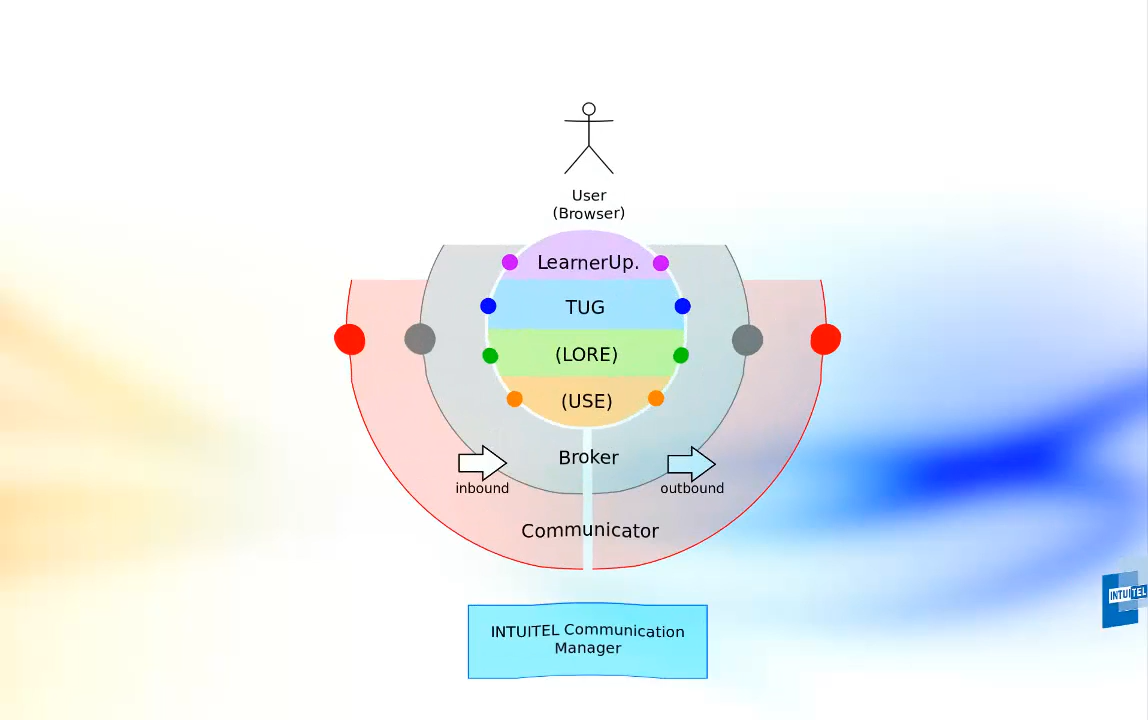 User
(Browser)
LearnerUp.
TUG
(LORE)
(USE)
Broker
inbound
outbound
Communicator
INTUITEL
INTUITEL Communication
Manager